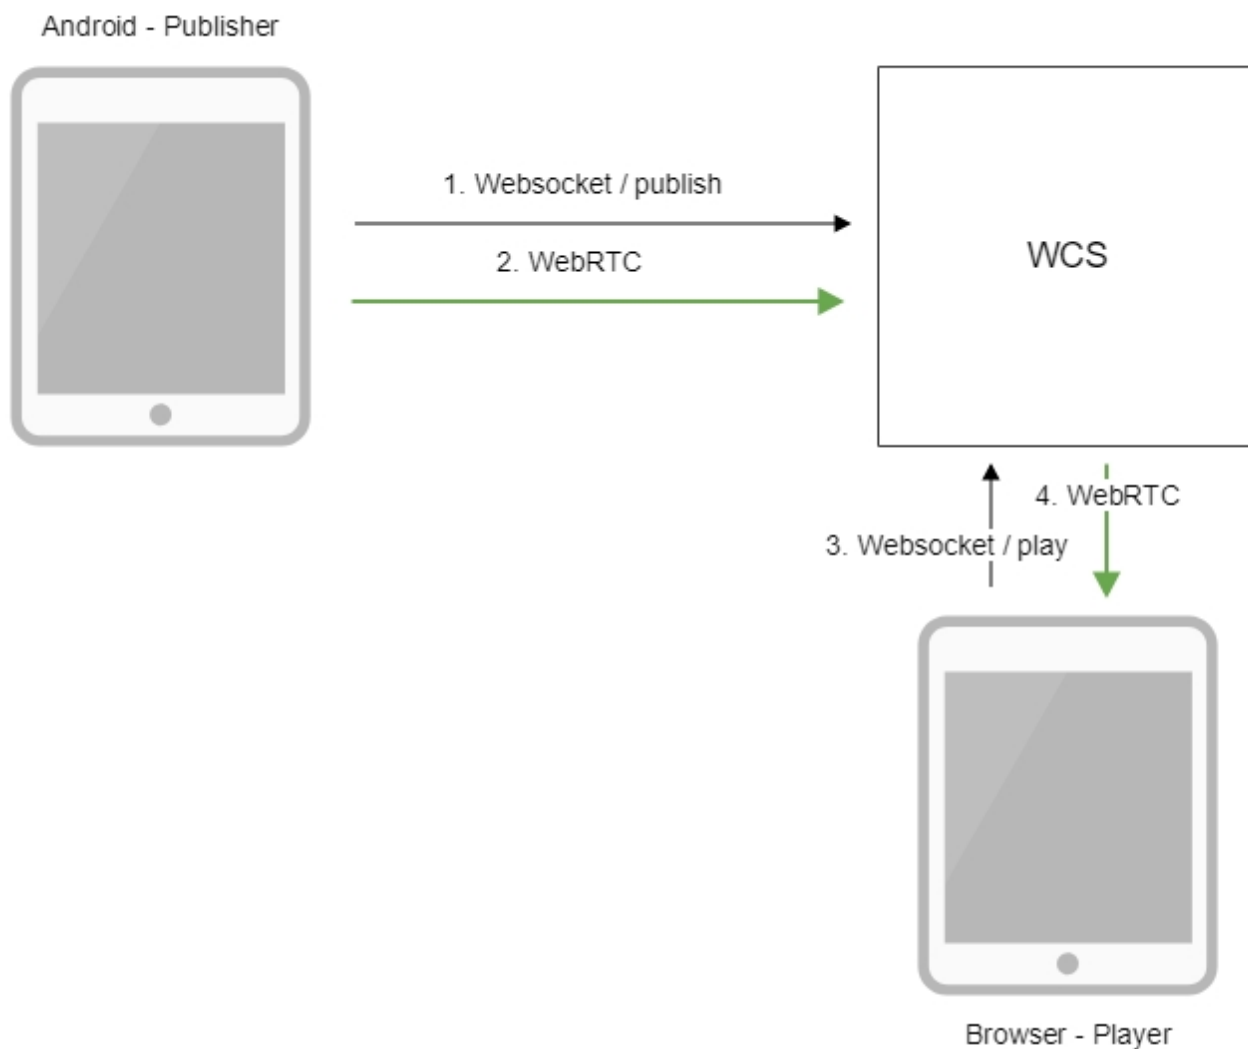 Android - Publisher
1. Websocket / publish
2. WebRTC
WCS
4. WebRTC
3. Websocket / play
Browser - Player